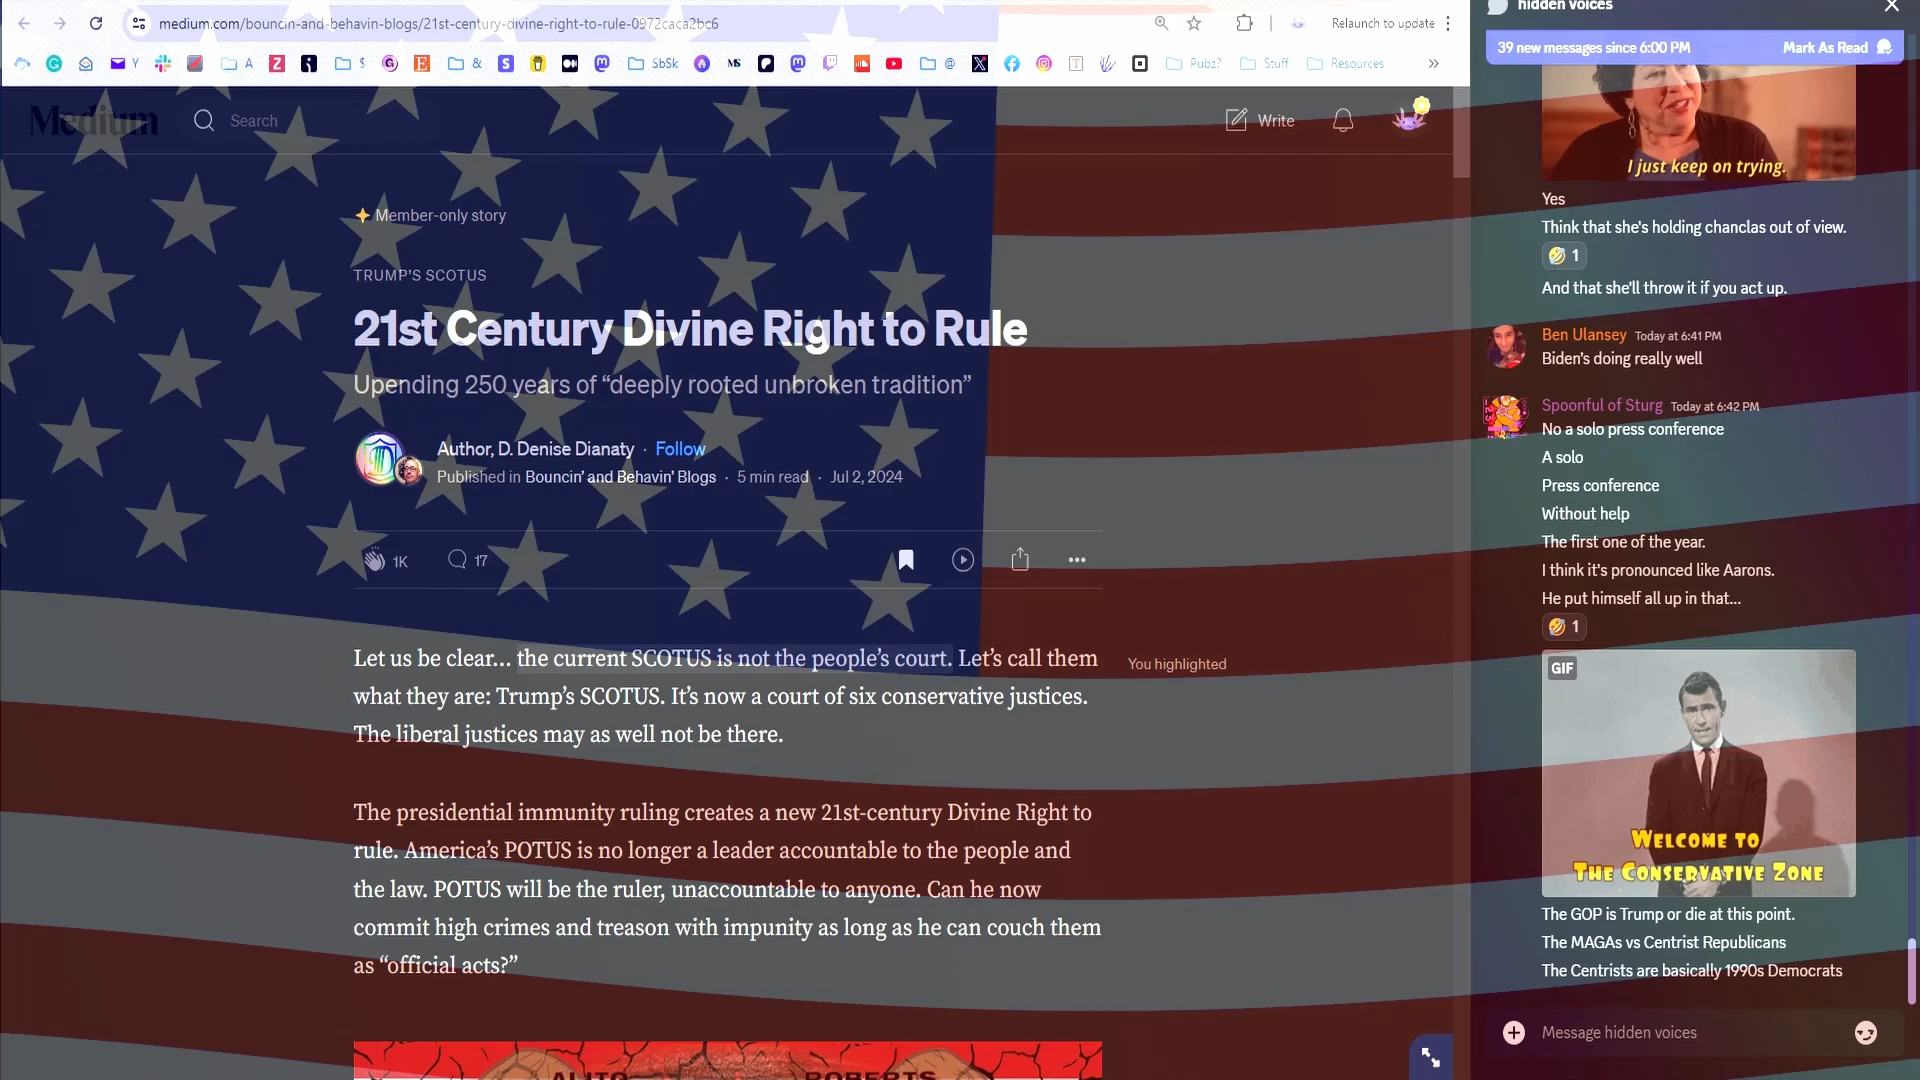 medium.com/bouncin-and-behavin-blogs/21st-century-divine-right-to-rule-0972caca2bc6
Relaunch to update
Y
A
$
&
SbSk
@
Pubz?
Stuff
Resources
Medium
Search
Write
Member-only story
TRUMP'S SCOTUS
21st Century Divine Right to Rule
Upending 250 years of “deeply rooted unbroken tradition”
Author, D. Denise Dianaty · Follow
Published in Bouncin’ and Behavin’ Blogs · 5 min read · Jul 2, 2024
1K
17
Let us be clear… the current SCOTUS is not the people’s court. Let’s call them
what they are: Trump’s SCOTUS. It’s now a court of six conservative justices.
The liberal justices may as well not be there.
You highlighted
The presidential immunity ruling creates a new 21st-century Divine Right to
rule. America’s POTUS is no longer a leader accountable to the people and
the law. POTUS will be the ruler, unaccountable to anyone. Can he now
commit high crimes and treason with impunity as long as he can couch them
as “official acts?”
ALITO
ROBERTS
hidden voices
39 new messages since 6:00 PM
Mark As Read
I just keep on trying.
Yes
Think that she's holding chanclas out of view.
1
And that she'll throw it if you act up.
Ben Ulansey Today at 6:41 PM
Biden’s doing really well
Spoonful of Sturg Today at 6:42 PM
No a solo press conference
A solo
Press conference
Without help
The first one of the year.
I think it's pronounced like Aarons.
He put himself all up in that...
1
GIF
WELCOME TO
THE CONSERVATIVE ZONE
The GOP is Trump or die at this point.
The MAGAs vs Centrist Republicans
The Centrists are basically 1990s Democrats
Message hidden voices